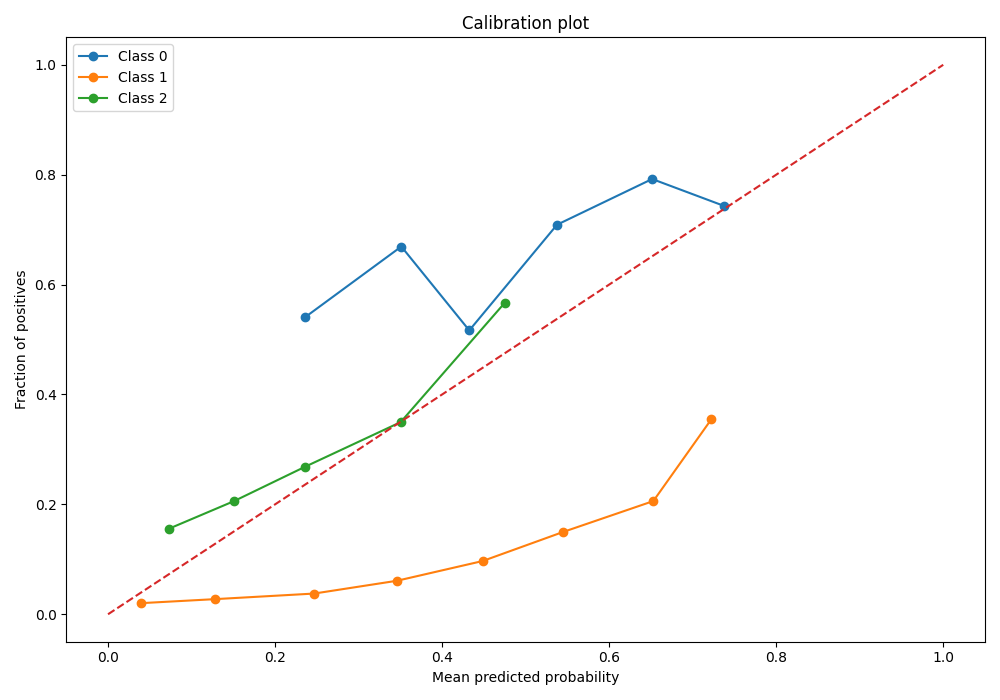 Calibration plot
Class 0
Class 1
Class 2
Fraction of positives
1.0
0.8
0.6
0.4
0.2
0.0
0.0 0.2 0.4 0.6 0.8 1.0
Mean predicted probability